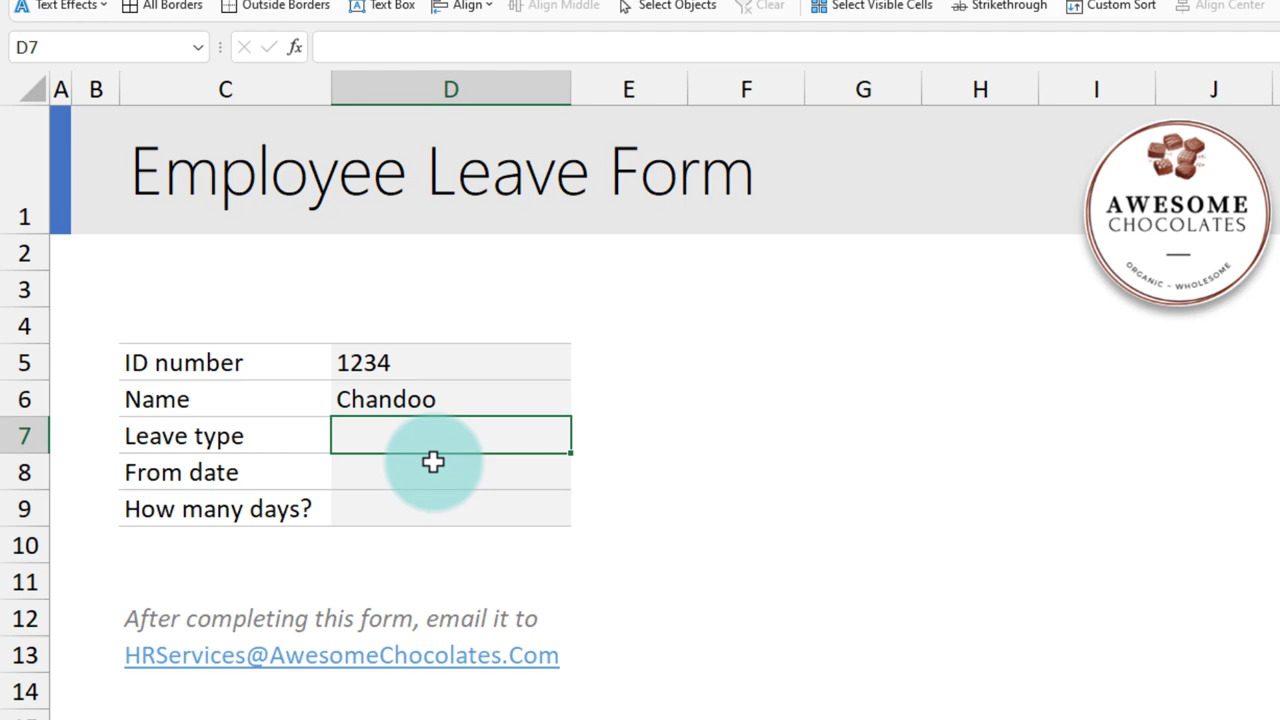 Text Effects All Borders Outside Borders Text Box Align Align Middle Select Objects Clear Select Visible Cells Strikethrough Custom Sort Align Center
D7 fx
A B C D E F G H I J
1 Employee Leave Form
AWESOME
CHOCOLATES
ORGANIC - WHOLESOME
2
3
4
5 ID number 1234
6 Name Chandoo
7 Leave type
8 From date
9 How many days?
10
11
12 After completing this form, email it to
13 HRServices@AwesomeChocolates.Com
14